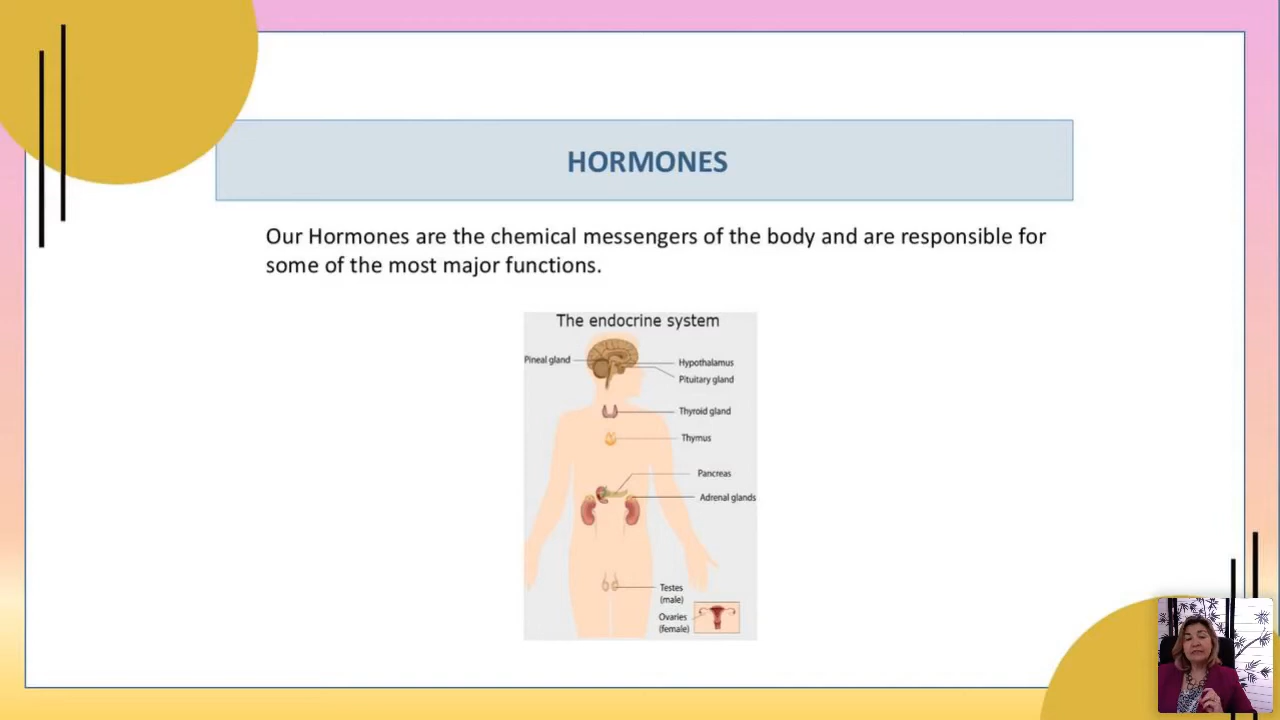 HORMONES
Our Hormones are the chemical messengers of the body and are responsible for
some of the most major functions.
The endocrine system
Pineal gland
Hypothalamus
Pituitary gland
Thyroid gland
Thymus
Pancreas
Adrenal glands
Testes
(male)
Ovaries
(female)